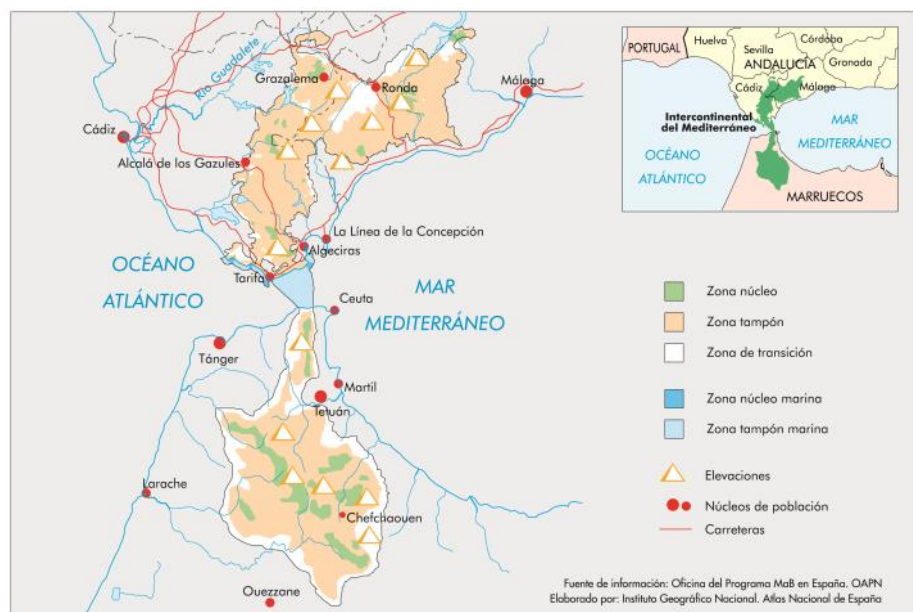 Río Guadalete
Grazalema
Ronda
Málaga
Cádiz
Alcalá de los Gazules
La Línea de la Concepción
Algeciras
Tarifa
OCÉANO
ATLÁNTICO
MAR
MEDITERRÁNEO
Ceuta
Tánger
Martil
Tetuán
Larache
Chefchaouen
Ouezzane
PORTUGAL
Huelva
Sevilla
Córdoba
ANDALUCÍA
Granada
Cádiz
Málaga
Intercontinental
del Mediterráneo
MAR
MEDITERRÁNEO
OCÉANO
ATLÁNTICO
MARRUECOS
Zona núcleo
Zona tampón
Zona de transición
Zona núcleo marina
Zona tampón marina
Elevaciones
Núcleos de población
Carreteras
Fuente de información: Oficina del Programa MaB en España. OAPN
Elaborado por: Instituto Geográfico Nacional. Atlas Nacional de España